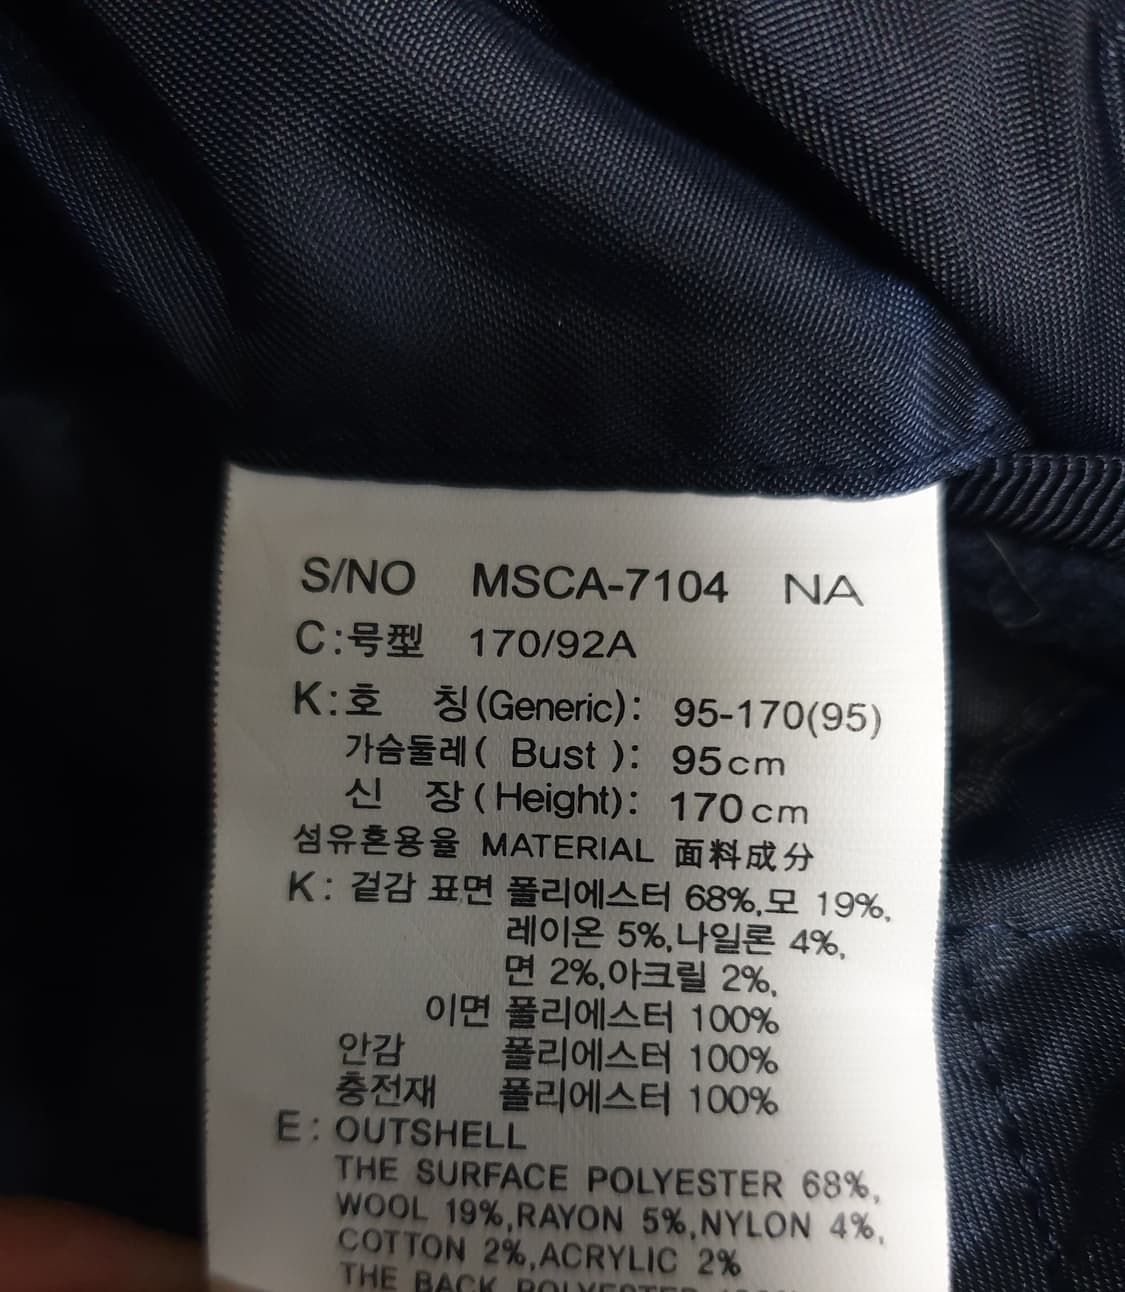 S/NO MSCA-7104 NA
C:号型 170/92A
K:호 칭(Generic): 95-170(95)
가슴둘레( Bust ): 95cm
신 장(Height): 170cm
섬유혼용율 MATERIAL 面料成分
K: 겉감 표면 폴리에스터 68%,모 19%,
레이온 5%,나일론 4%,
면 2%,아크릴 2%,
이면 폴리에스터 100%
안감 폴리에스터 100%
충전재 폴리에스터 100%
E: OUTSHELL
THE SURFACE POLYESTER 68%,
WOOL 19%,RAYON 5%,NYLON 4%,
COTTON 2%,ACRYLIC 2%
THE BACK POLYESTER